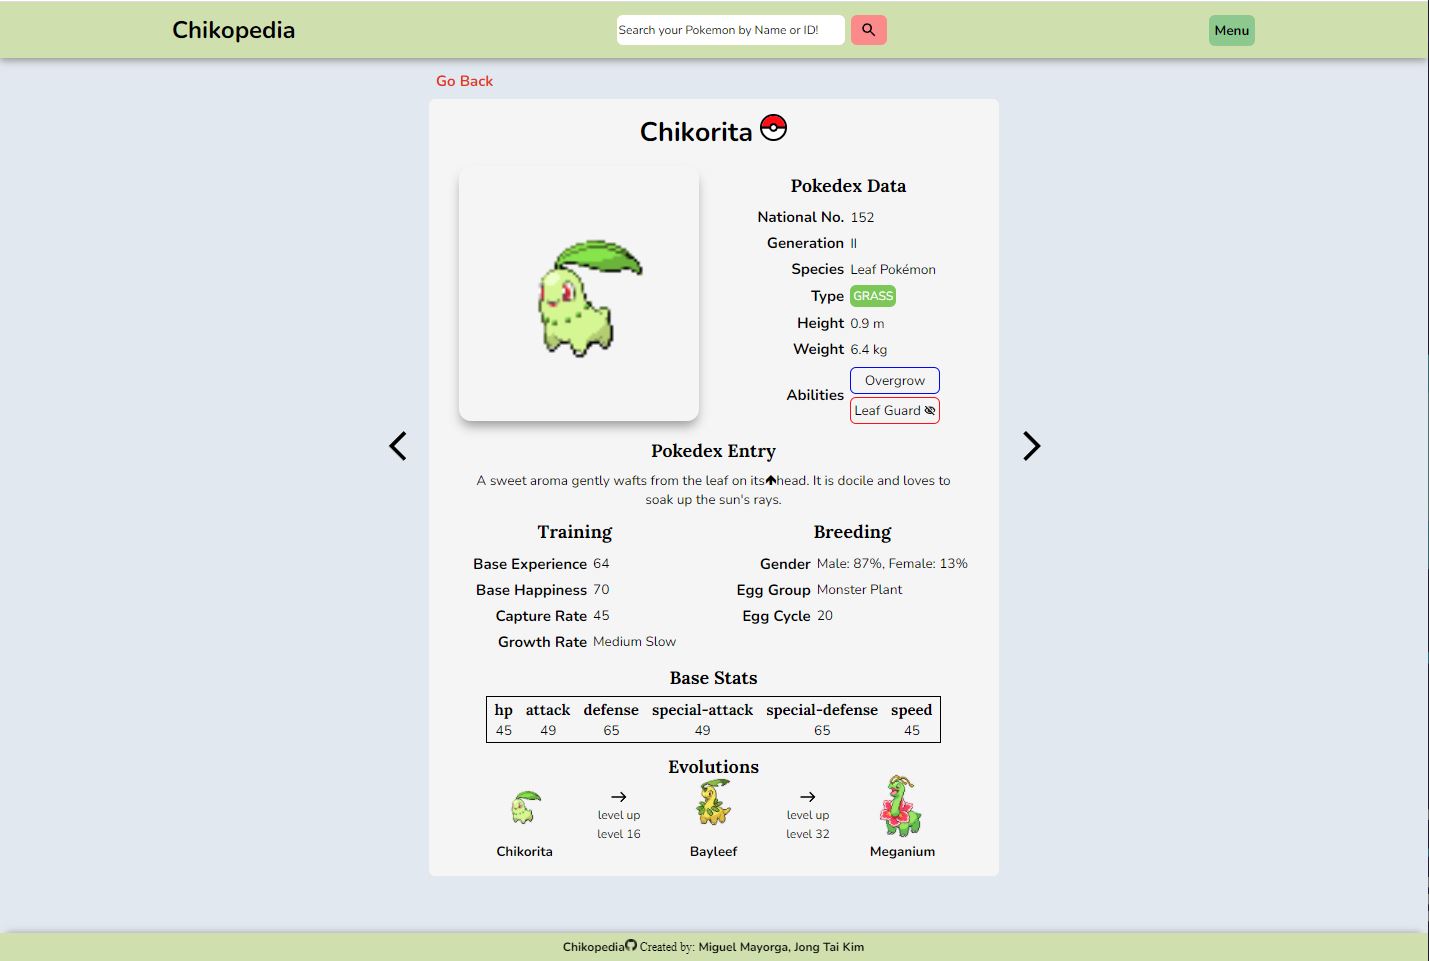 Chikopedia
Search your Pokemon by Name or ID!
Menu
Go Back
Chikorita
Pokedex Data
National No. 152
Generation II
Species Leaf Pokémon
Type GRASS
Height 0.9 m
Weight 6.4 kg
Abilities
Overgrow
Leaf Guard
Pokedex Entry
A sweet aroma gently wafts from the leaf on its head. It is docile and loves to
soak up the sun's rays.
Training
Base Experience 64
Base Happiness 70
Capture Rate 45
Growth Rate Medium Slow
Breeding
Gender Male: 87%, Female: 13%
Egg Group Monster Plant
Egg Cycle 20
Base Stats
hp attack defense special-attack special-defense speed
45 49 65 49 65 45
Evolutions
→ →
level up level up
level 16 level 32
Chikorita Bayleef Meganium
Chikopedia Created by: Miguel Mayorga, Jong Tai Kim